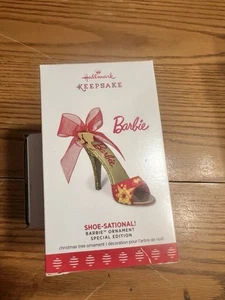 Hallmark
KEEPSAKE
Barbie
SHOE-SATIONAL!
BARBIE™ ORNAMENT
SPECIAL EDITION
christmas tree ornament | décoration pour l'arbre de noël